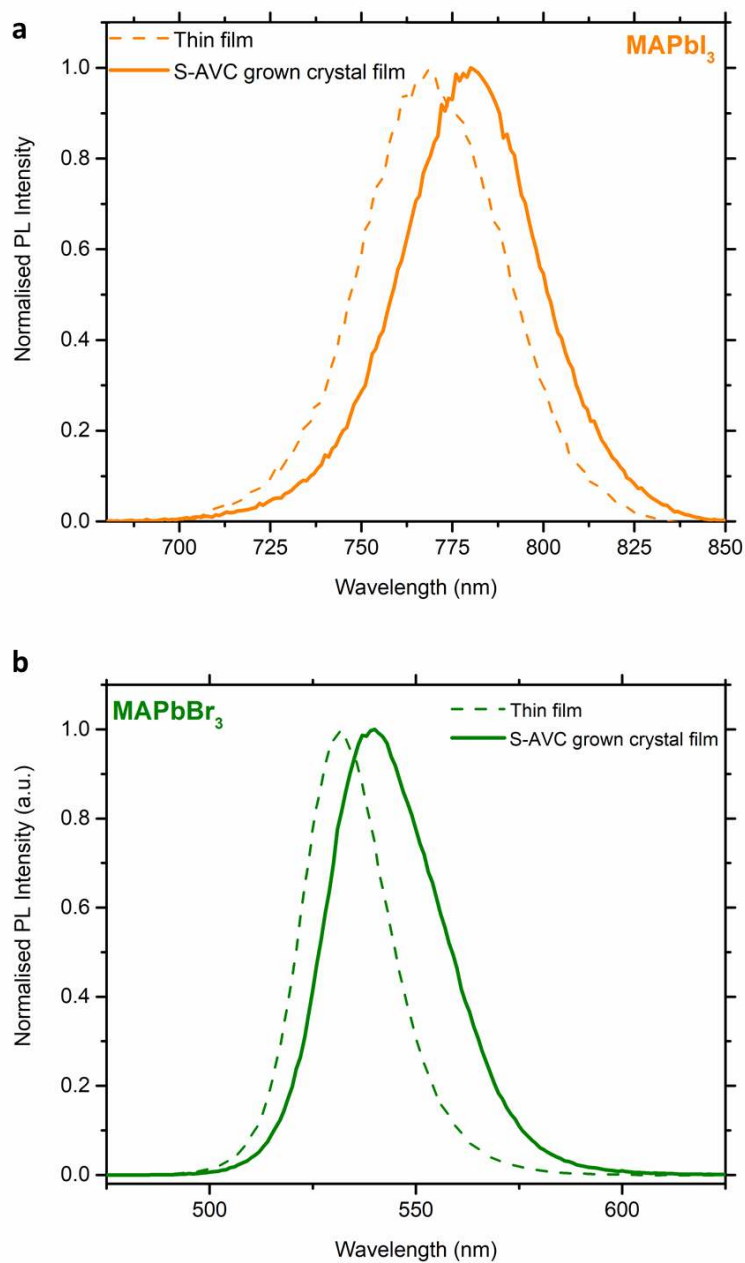 a
Thin film
S-AVC grown crystal film
MAPbI₃
1.0
0.8
0.6
0.4
0.2
0.0
Normalised PL Intensity
700 725 750 775 800 825 850
Wavelength (nm)
b
MAPbBr₃
Thin film
S-AVC grown crystal film
1.0
0.8
0.6
0.4
0.2
0.0
Normalised PL Intensity (a.u.)
500 550 600
Wavelength (nm)